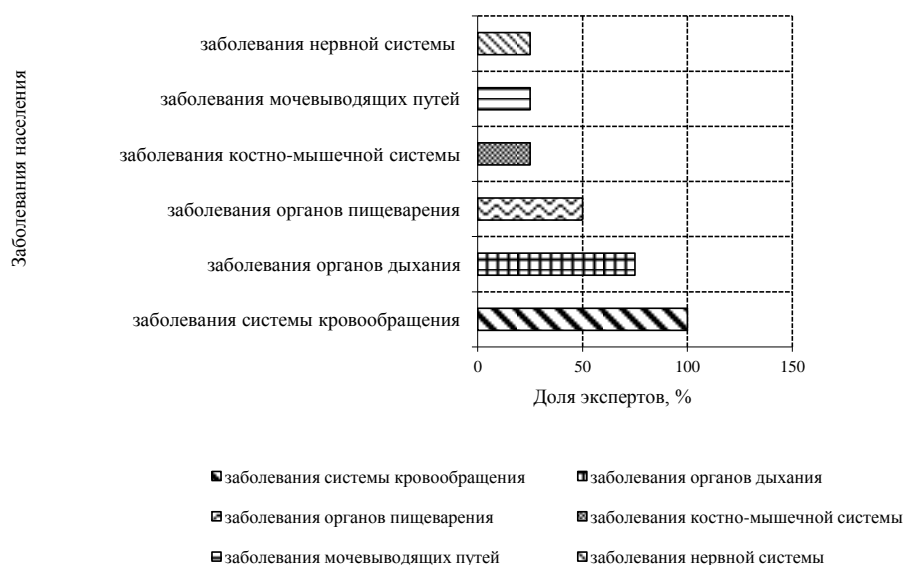 Заболевания населения
заболевания нервной системы
заболевания мочевыводящих путей
заболевания костно-мышечной системы
заболевания органов пищеварения
заболевания органов дыхания
заболевания системы кровообращения
0 50 100 150
Доля экспертов, %
заболевания системы кровообращения заболевания органов дыхания
заболевания органов пищеварения заболевания костно-мышечной системы
заболевания мочевыводящих путей заболевания нервной системы